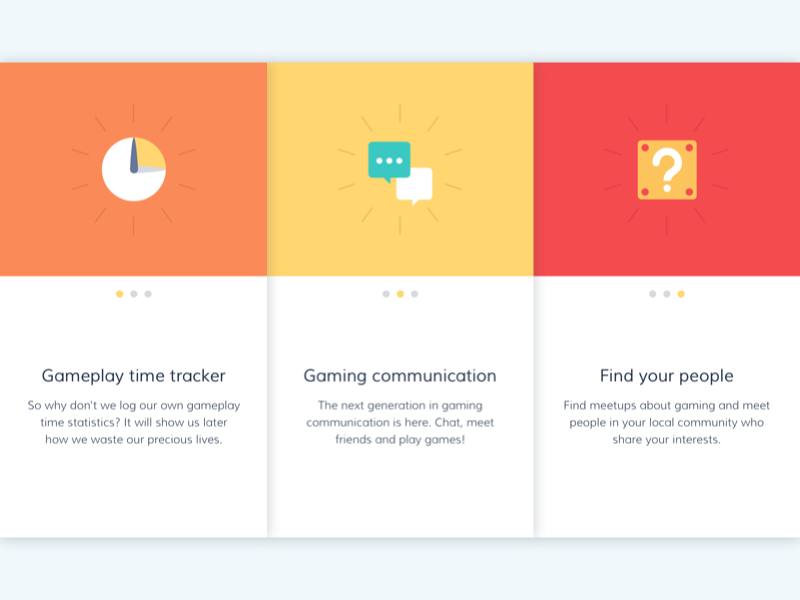 ?
Gameplay time tracker
So why don't we log our own gameplay
time statistics? It will show us later
how we waste our precious lives.
Gaming communication
The next generation in gaming
communication is here. Chat, meet
friends and play games!
Find your people
Find meetups about gaming and meet
people in your local community who
share your interests.